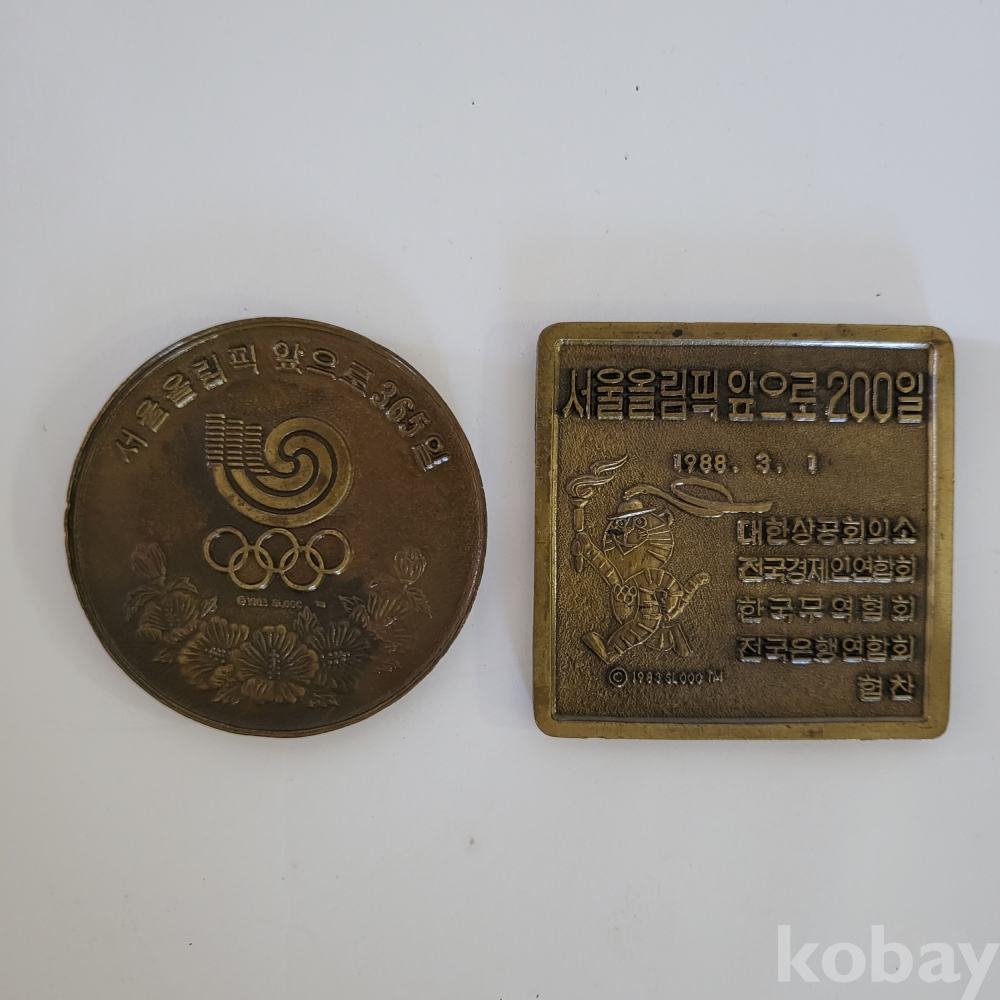 서울올림픽 앞으로 365일
© 1983 SLOOC TM
서울올림픽 앞으로 200일
1988. 3. 1
대한상공회의소
전국경제인연합회
한국무역협회
전국은행연합회
협찬
© 1983 SLOOC TM
kobay